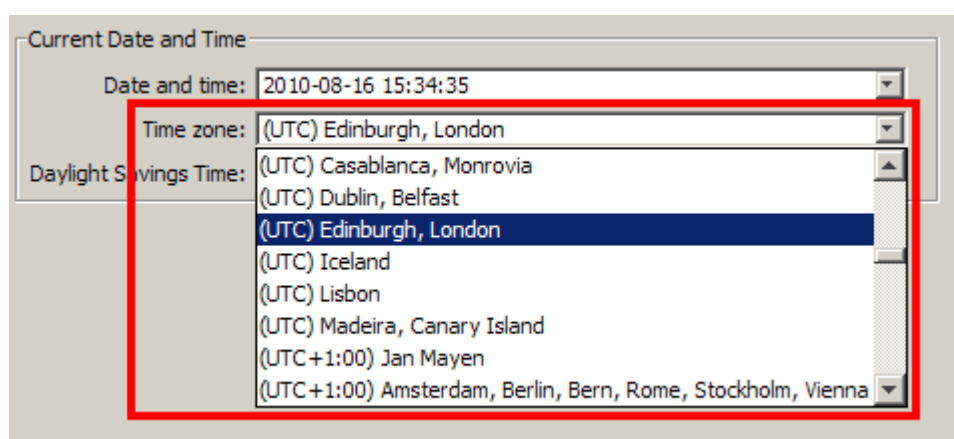 Current Date and Time
Date and time: 2010-08-16 15:34:35
Time zone: (UTC) Edinburgh, London
Daylight Savings Time:
(UTC) Casablanca, Monrovia
(UTC) Dublin, Belfast
(UTC) Edinburgh, London
(UTC) Iceland
(UTC) Lisbon
(UTC) Madeira, Canary Island
(UTC+1:00) Jan Mayen
(UTC+1:00) Amsterdam, Berlin, Bern, Rome, Stockholm, Vienna